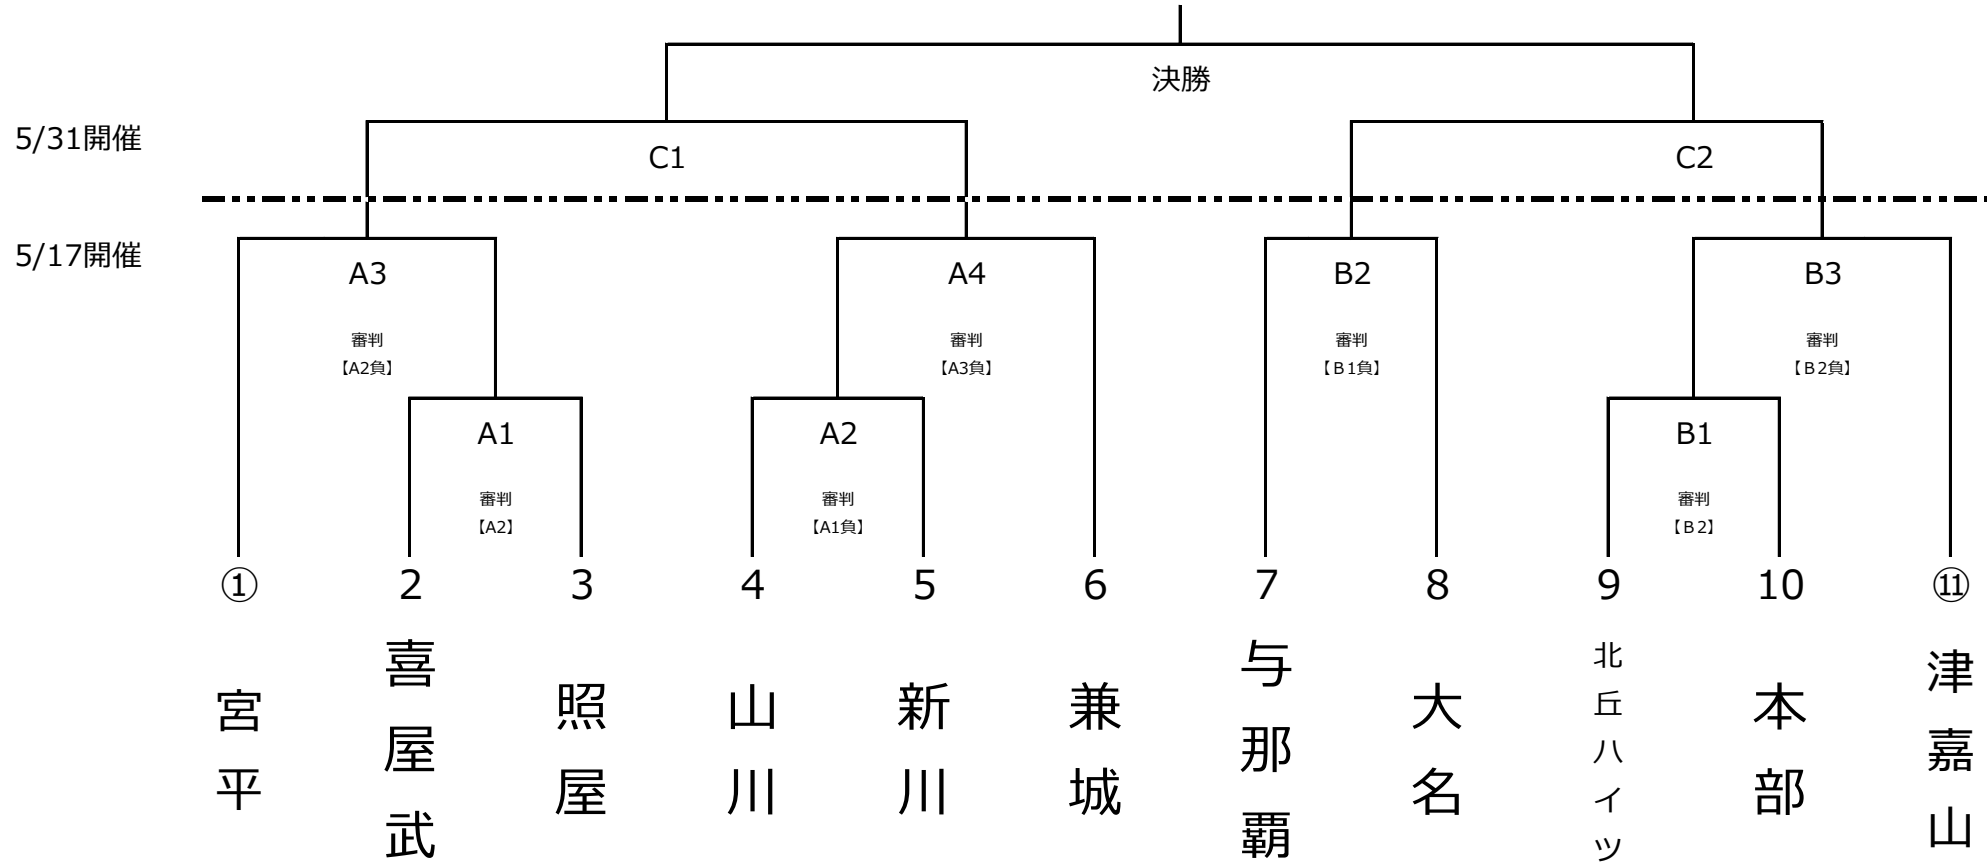 決勝
5/31開催
C1
C2
5/17開催
A3
A4
B2
B3
審判
【A2負】
審判
【A3負】
審判
【Ｂ1負】
審判
【Ｂ2負】
A1
A2
B1
審判
【A2】
審判
【A1負】
審判
【Ｂ2】
①
2
3
4
5
6
7
8
9
10
⑪
宮平
喜屋武
照屋
山川
新川
兼城
与那覇
大名
北丘ハイツ
本部
津嘉山